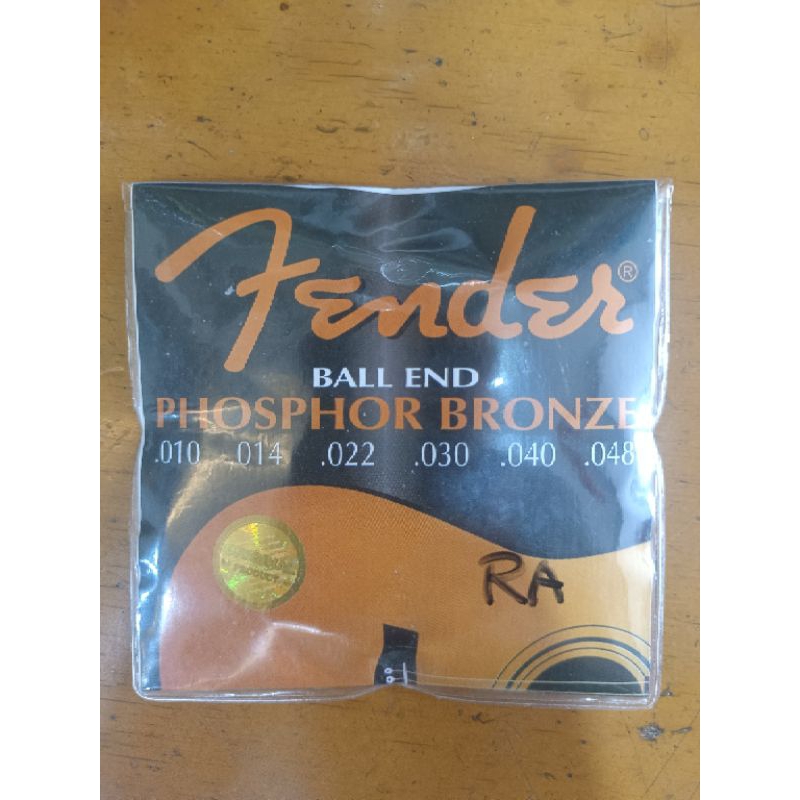 Fender®
BALL END
PHOSPHOR BRONZE
.010 .014 .022 .030 .040 .048
RA